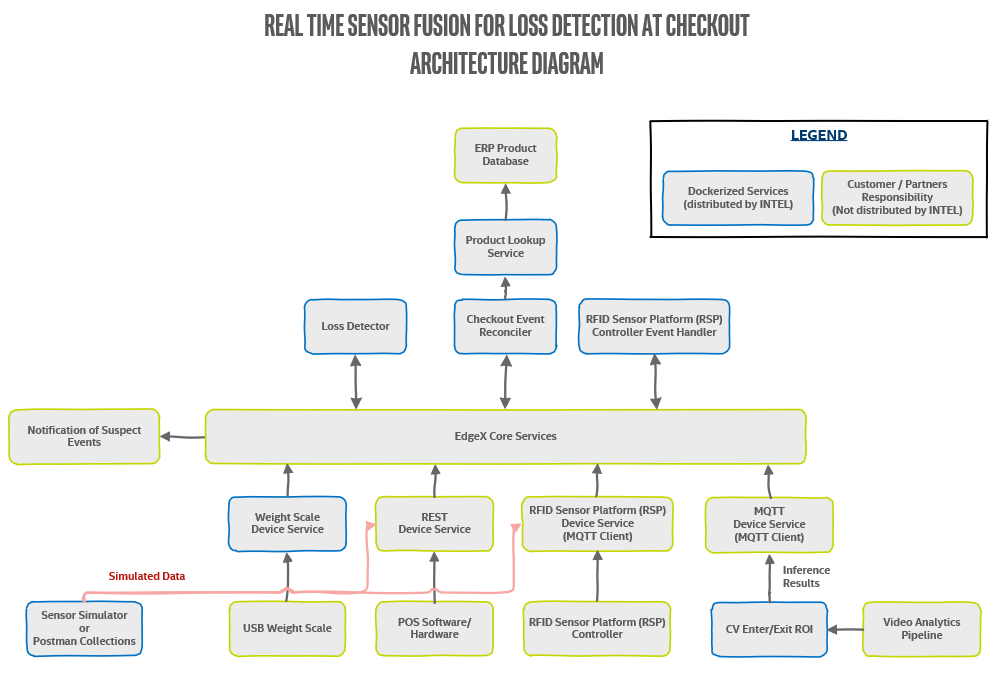 REAL TIME SENSOR FUSION FOR LOSS DETECTION AT CHECKOUT
ARCHITECTURE DIAGRAM
LEGEND
Dockerized Services
(distributed by INTEL)
Customer / Partners
Responsibility
(Not distributed by INTEL)
ERP Product
Database
Product Lookup
Service
Loss Detector
Checkout Event
Reconciler
RFID Sensor Platform (RSP)
Controller Event Handler
Notification of Suspect
Events
EdgeX Core Services
Weight Scale
Device Service
REST
Device Service
RFID Sensor Platform (RSP)
Device Service
(MQTT Client)
MQTT
Device Service
(MQTT Client)
Simulated Data
Inference
Results
Sensor Simulator
or
Postman Collections
USB Weight Scale
POS Software/
Hardware
RFID Sensor Platform (RSP)
Controller
CV Enter/Exit ROI
Video Analytics
Pipeline